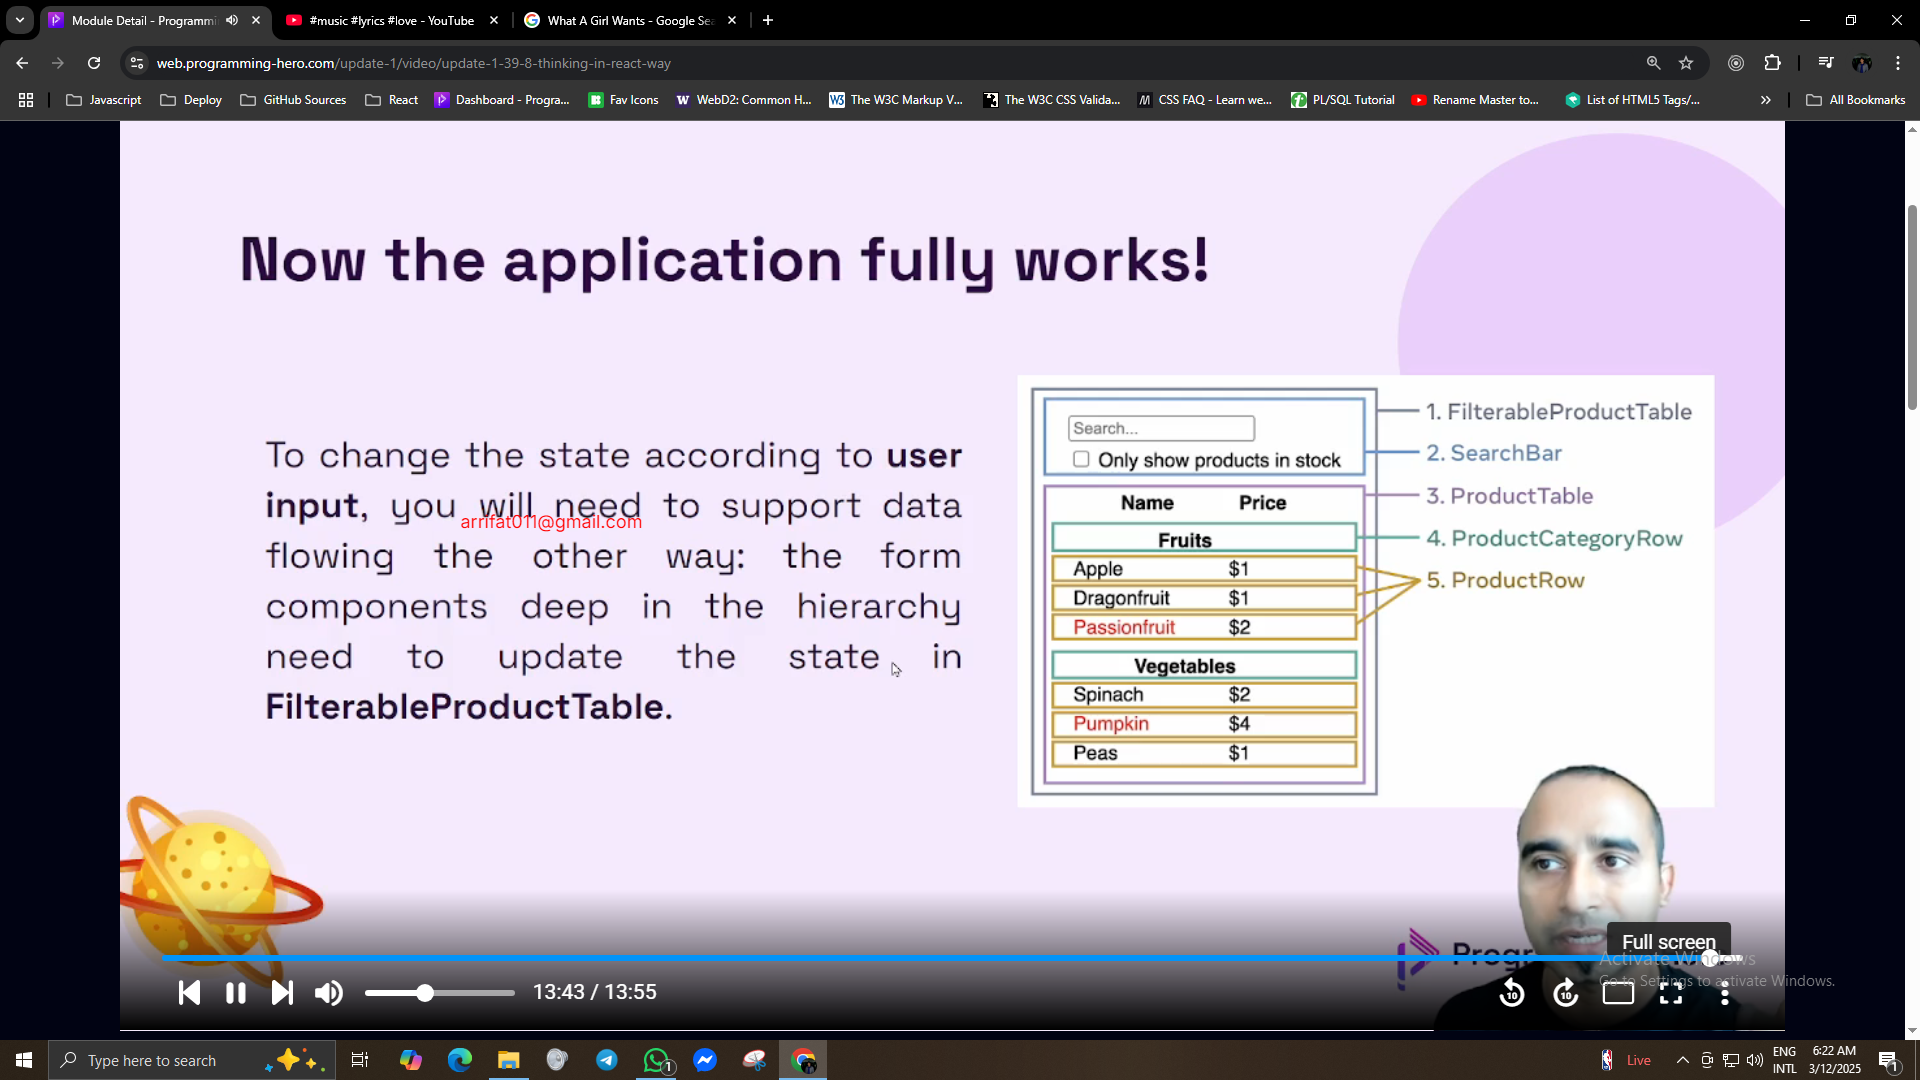 Module Detail - Programmi
#music #lyrics #love - YouTube
What A Girl Wants - Google Sea
web.programming-hero.com/update-1/video/update-1-39-8-thinking-in-react-way
Javascript
Deploy
GitHub Sources
React
Dashboard - Progra...
Fav Icons
WebD2: Common H...
The W3C Markup V...
The W3C CSS Valida...
CSS FAQ - Learn we...
PL/SQL Tutorial
Rename Master to...
List of HTML5 Tags/...
All Bookmarks
Now the application fully works!
To change the state according to user
input, you will need to support data
arrifat011@gmail.com
flowing the other way: the form
components deep in the hierarchy
need to update the state in
FilterableProductTable.
Search...
Only show products in stock
Name Price
Fruits
Apple $1
Dragonfruit $1
Passionfruit $2
Vegetables
Spinach $2
Pumpkin $4
Peas $1
1. FilterableProductTable
2. SearchBar
3. ProductTable
4. ProductCategoryRow
5. ProductRow
Full screen
Activate Windows
Go to Settings to activate Windows.
13:43 / 13:55
10
10
Type here to search
1
Live
ENG
INTL
6:22 AM
3/12/2025
1